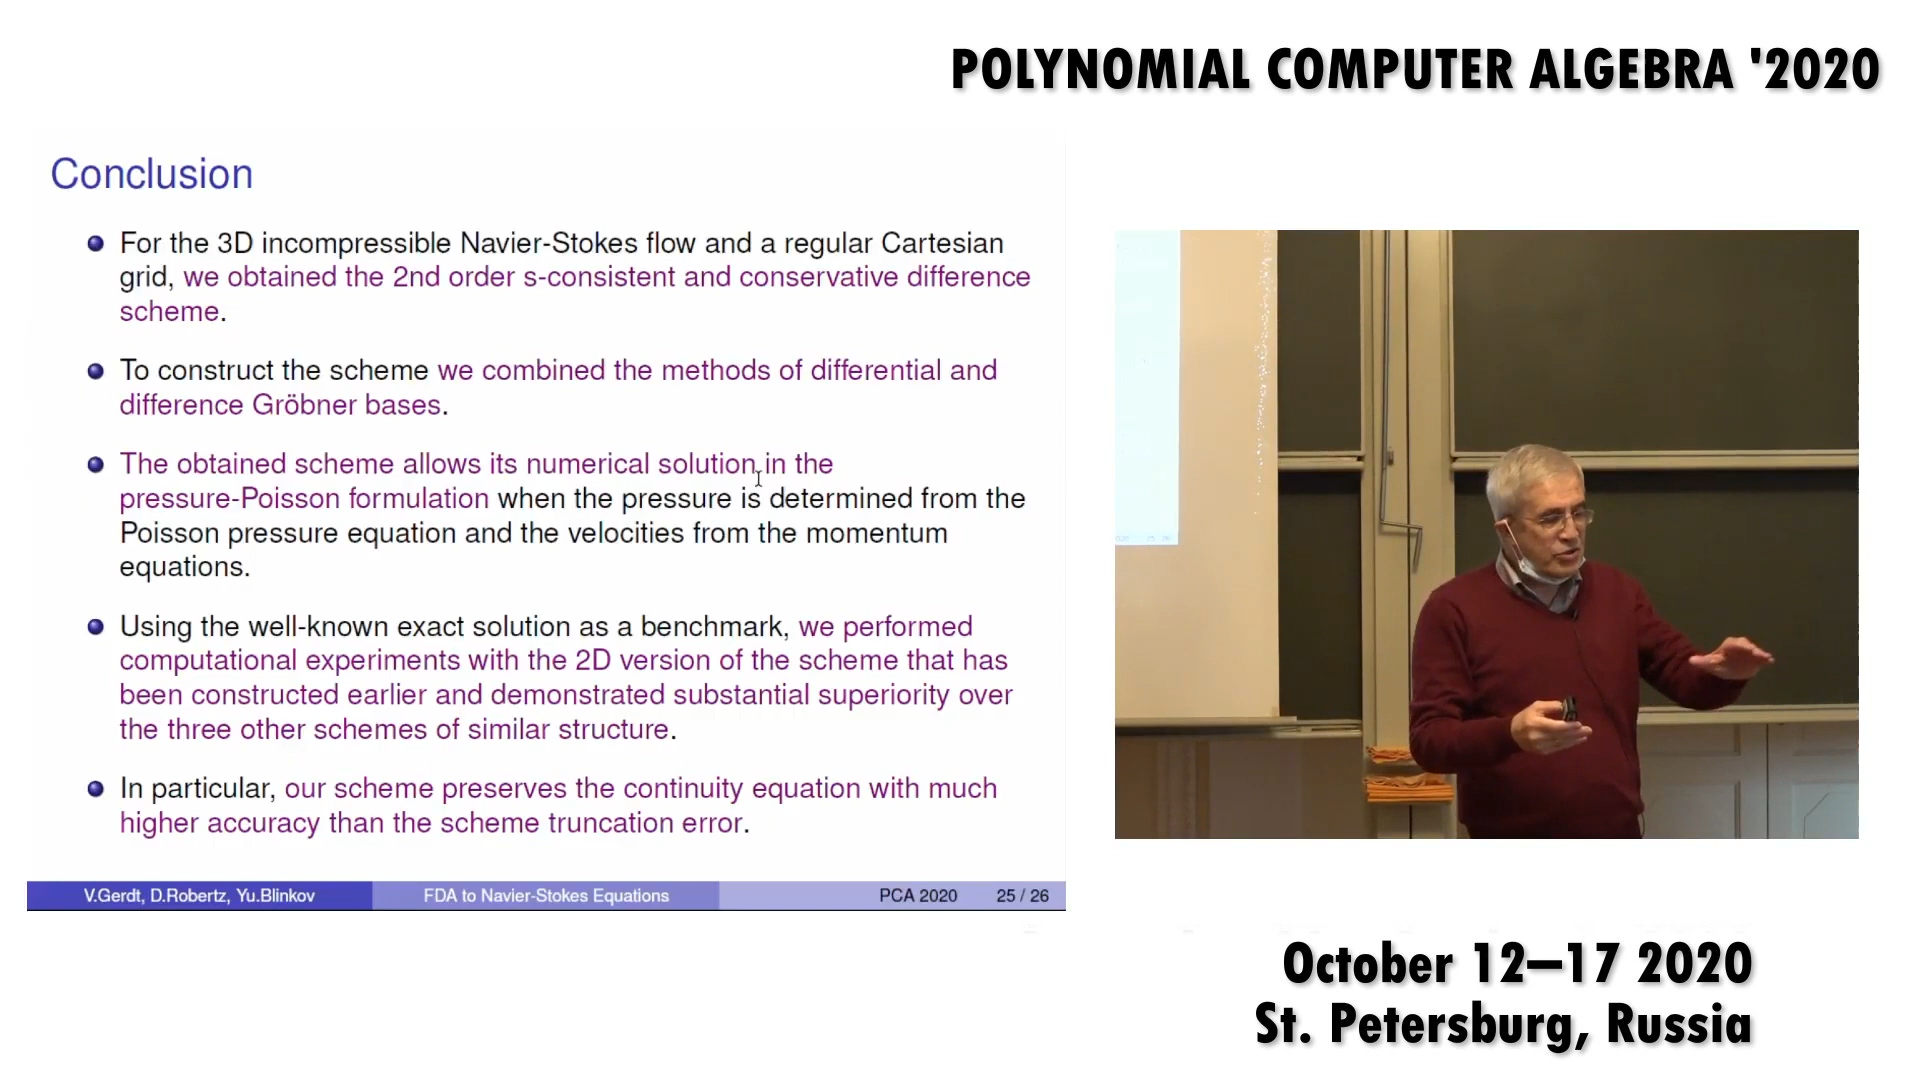 POLYNOMIAL COMPUTER ALGEBRA '2020
Conclusion
For the 3D incompressible Navier-Stokes flow and a regular Cartesian
grid, we obtained the 2nd order s-consistent and conservative difference
scheme.
To construct the scheme we combined the methods of differential and
difference Gröbner bases.
The obtained scheme allows its numerical solution in the
pressure-Poisson formulation when the pressure is determined from the
Poisson pressure equation and the velocities from the momentum
equations.
Using the well-known exact solution as a benchmark, we performed
computational experiments with the 2D version of the scheme that has
been constructed earlier and demonstrated substantial superiority over
the three other schemes of similar structure.
In particular, our scheme preserves the continuity equation with much
higher accuracy than the scheme truncation error.
V.Gerdt, D.Robertz, Yu.Blinkov FDA to Navier-Stokes Equations PCA 2020 25 / 26
October 12–17 2020
St. Petersburg, Russia